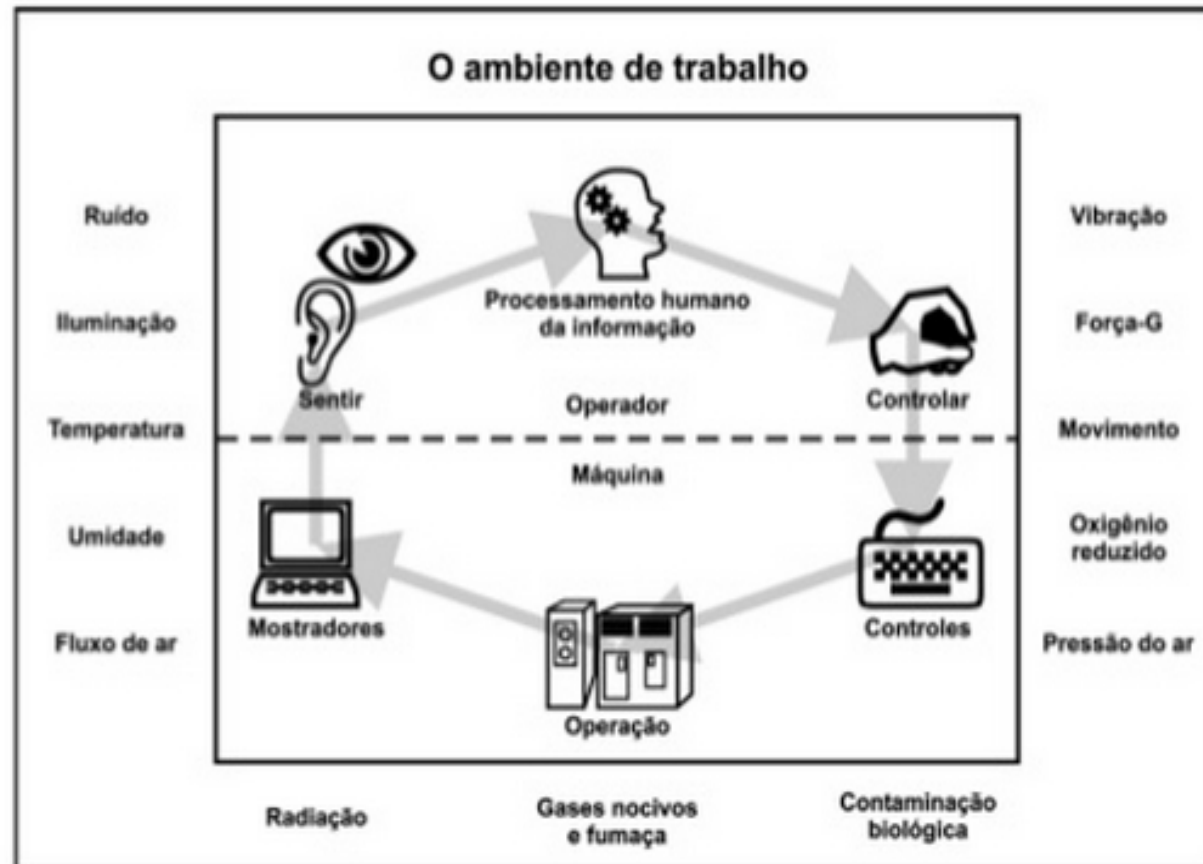 O ambiente de trabalho
Ruído
Iluminação
Temperatura
Umidade
Fluxo de ar
Processamento humano
da informação
Sentir
Operador
Controlar
Máquina
Mostradores
Operação
Controles
Vibração
Força-G
Movimento
Oxigênio
reduzido
Pressão do ar
Radiação
Gases nocivos
e fumaça
Contaminação
biológica